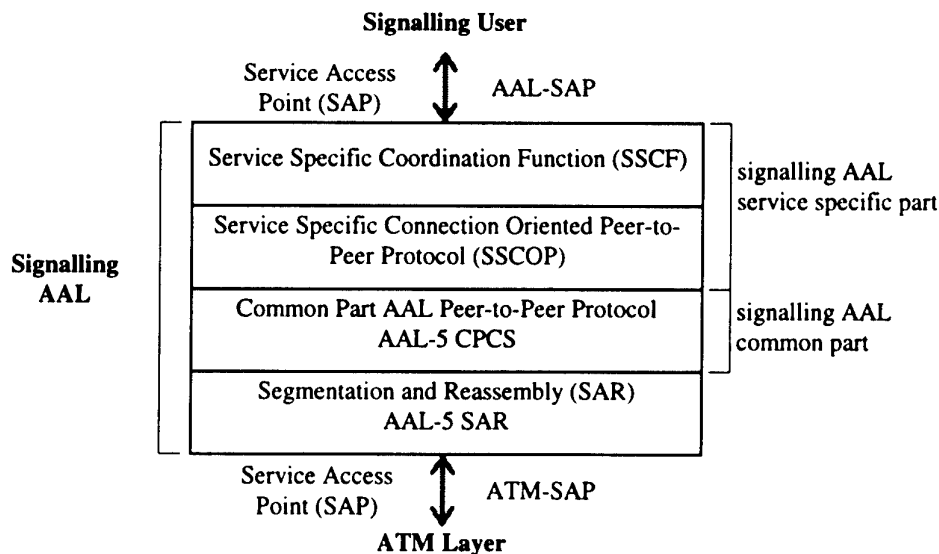 Signalling User
Service Access
Point (SAP)
AAL-SAP
Service Specific Coordination Function (SSCF)
signalling AAL
service specific part
Service Specific Connection Oriented Peer-to-
Peer Protocol (SSCOP)
Signalling
AAL
Common Part AAL Peer-to-Peer Protocol
AAL-5 CPCS
signalling AAL
common part
Segmentation and Reassembly (SAR)
AAL-5 SAR
Service Access
Point (SAP)
ATM-SAP
ATM Layer